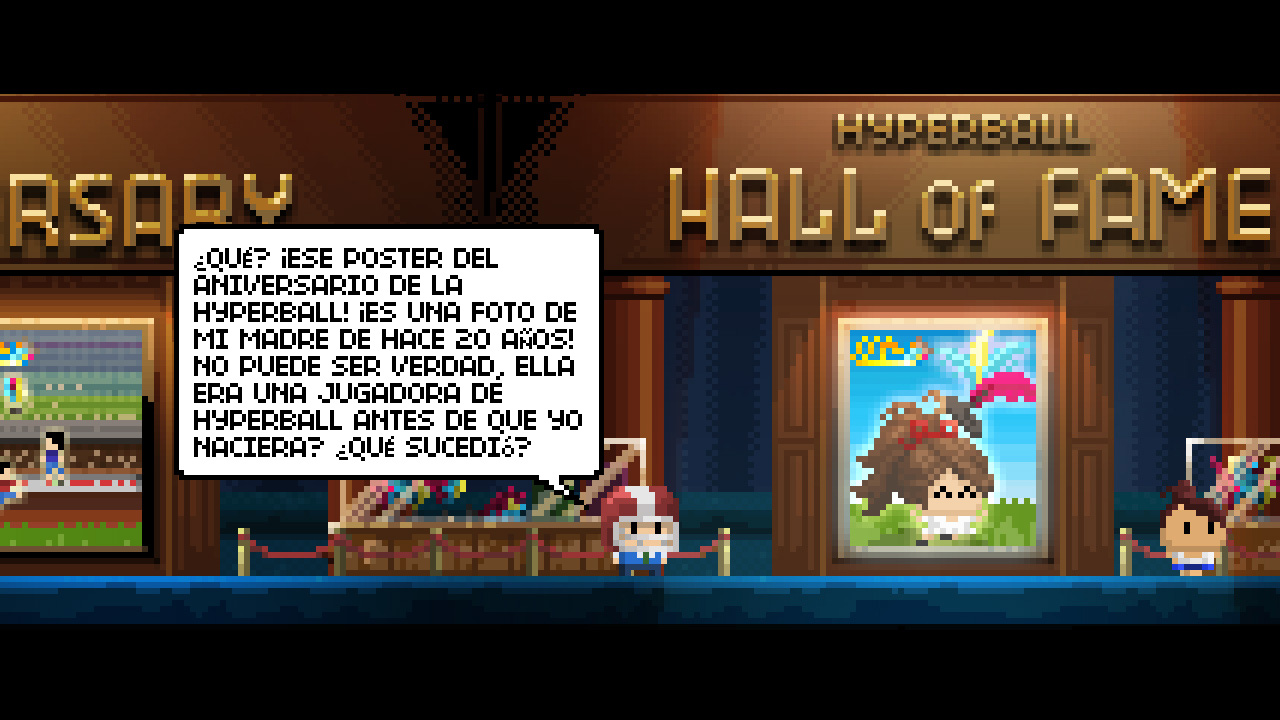 HYPERBALL
RSARY
HALL OF FAME
¿QUÉ? ¡ESE POSTER DEL
ANIVERSARIO DE LA
HYPERBALL! ¡ES UNA FOTO DE
MI MADRE DE HACE 20 AÑOS!
NO PUEDE SER VERDAD, ELLA
ERA UNA JUGADORA DE
HYPERBALL ANTES DE QUE YO
NACIERA? ¿QUÉ SUCEDIÓ?